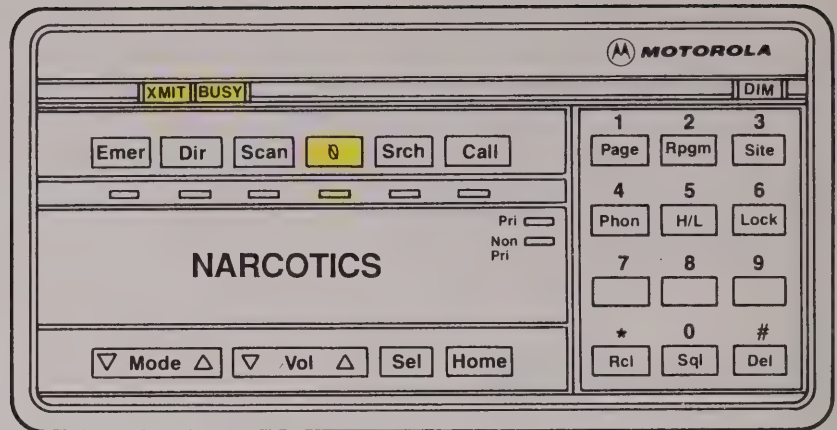 MOTOROLA
XMIT BUSY DIM
Emer Dir Scan Srch Call
Pri
Non
Pri
NARCOTICS
Mode Vol Sel Home
1 2 3
Page Rpgm Site
4 5 6
Phon H/L Lock
7 8 9
* 0 #
Rcl Sql Del